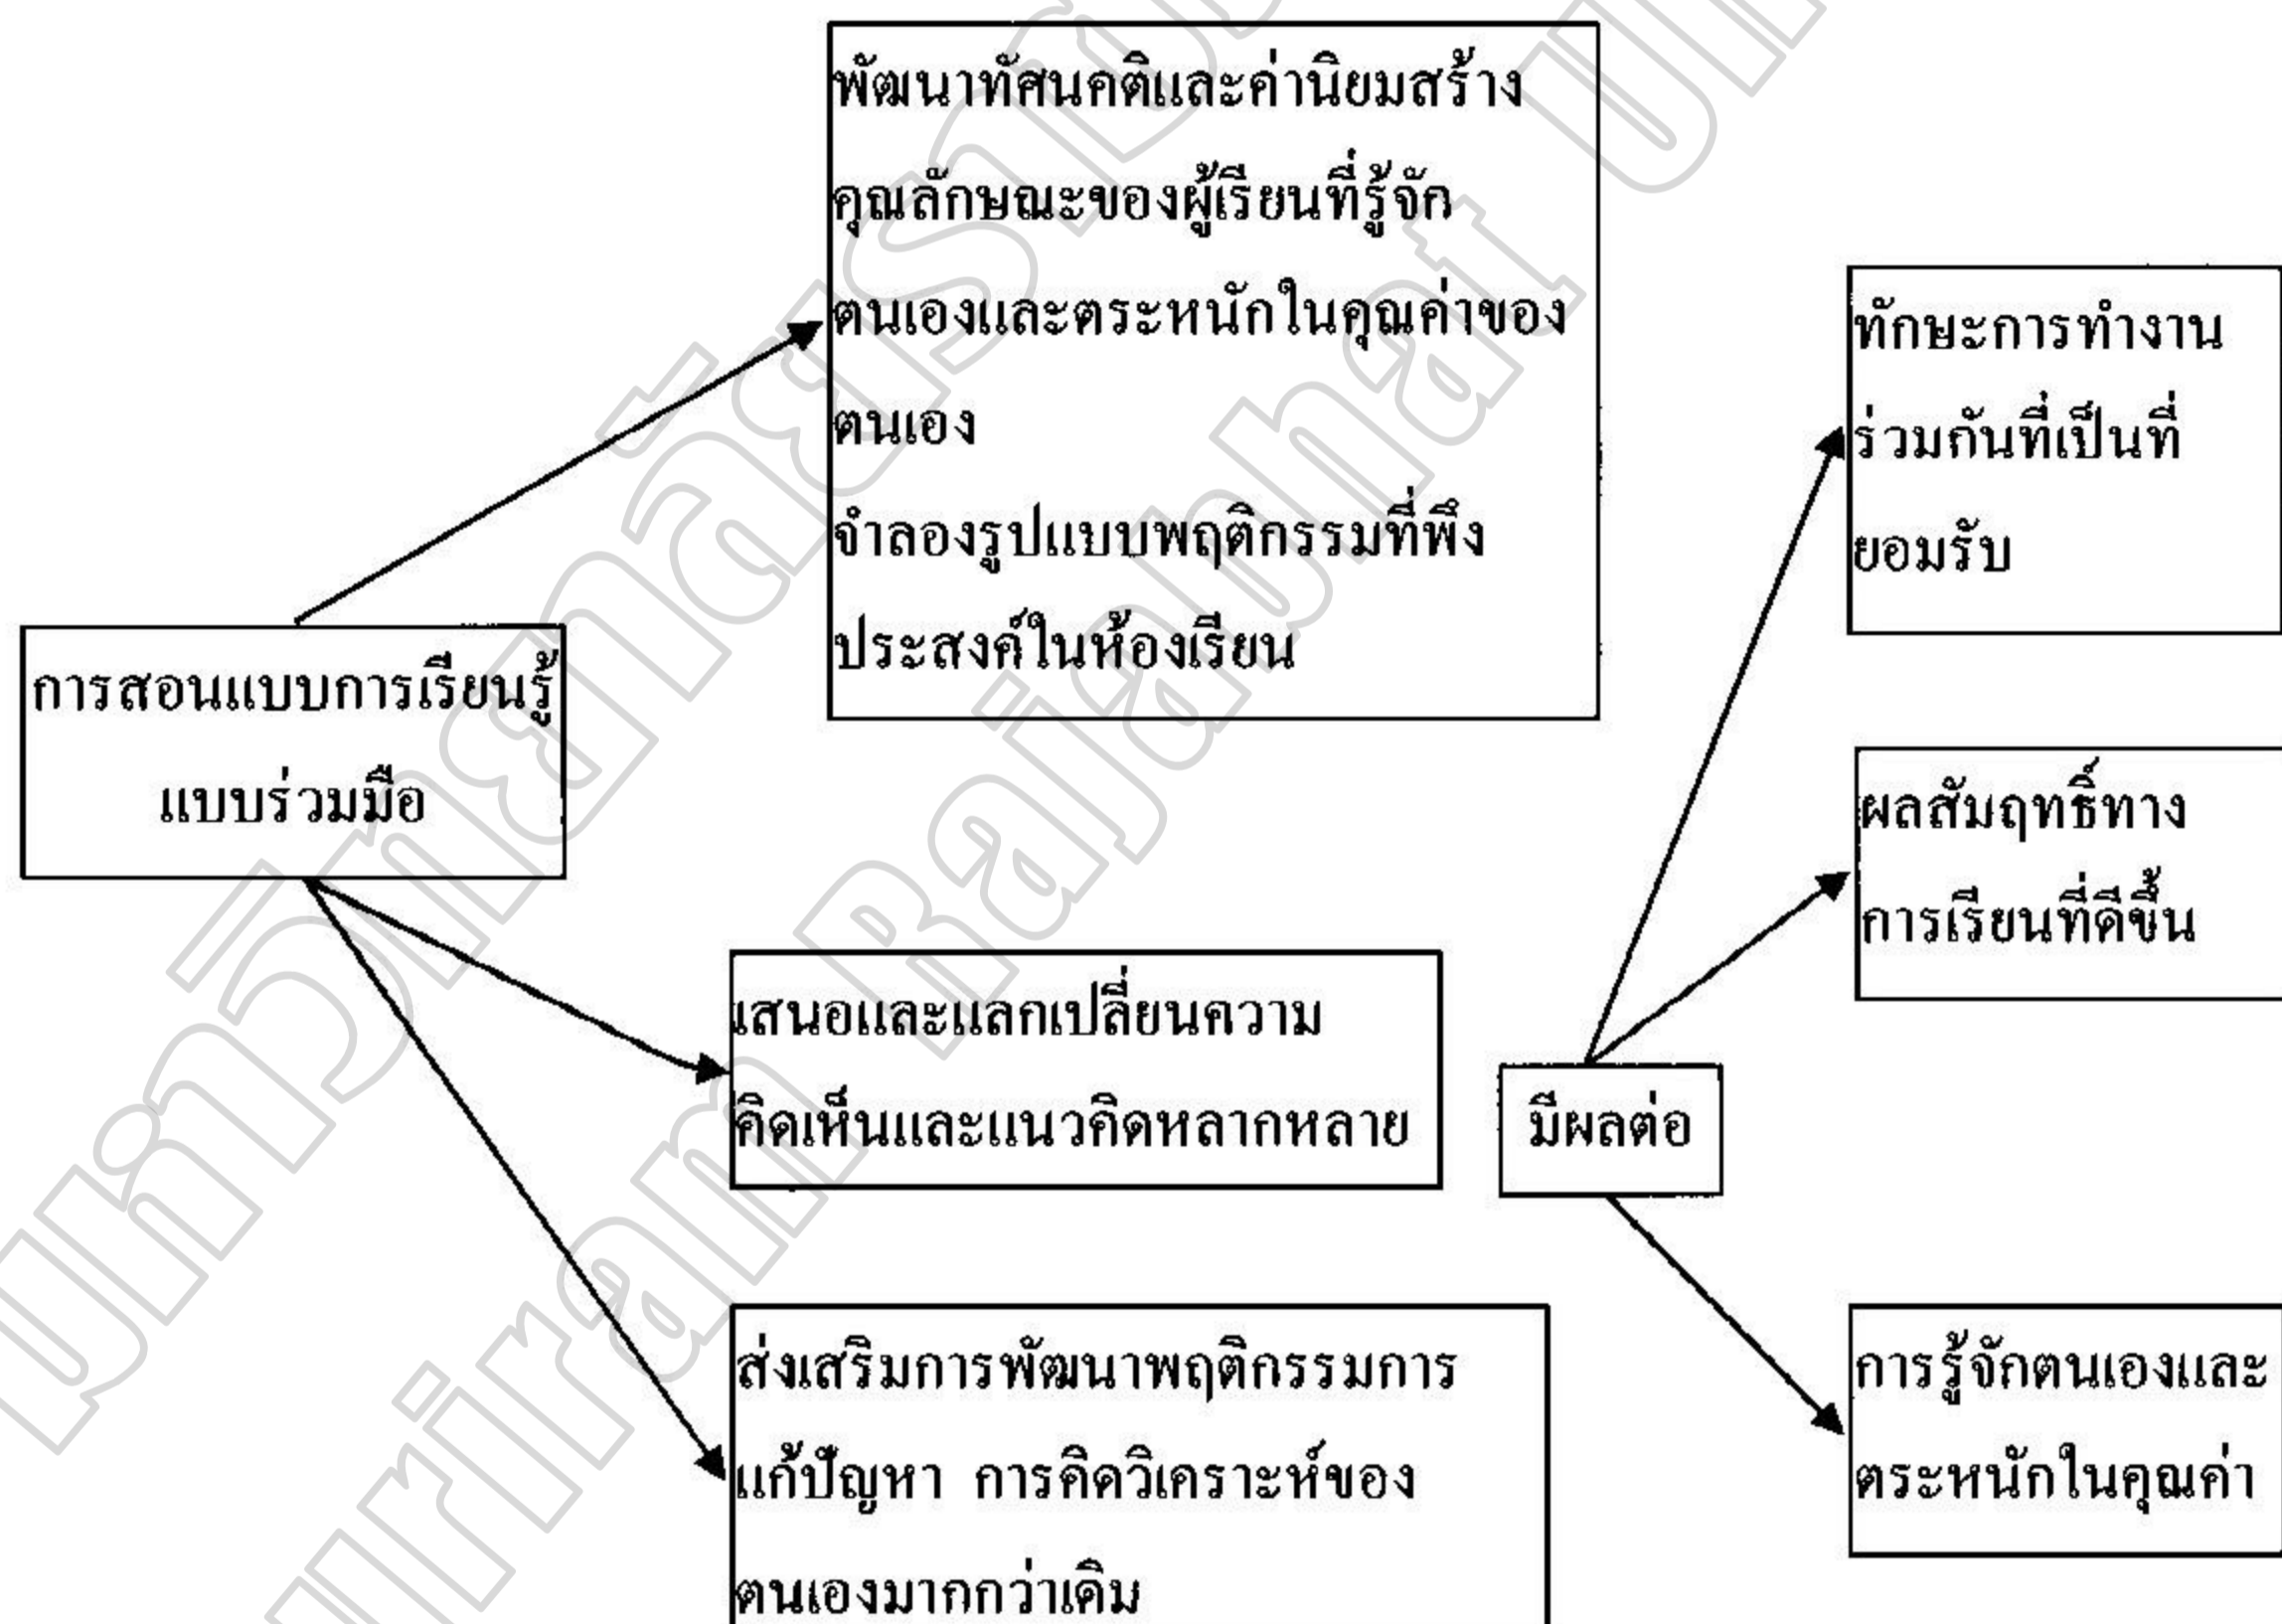 พัฒนาทัศนคติและค่านิยมสร้าง
คุณลักษณะของผู้เรียนที่รู้จัก
ตนเองและตระหนักในคุณค่าของ
ตนเอง
จำลองรูปแบบพฤติกรรมที่พึง
ประสงค์ในห้องเรียน
การสอนแบบการเรียนรู้
แบบร่วมมือ
เสนอและแลกเปลี่ยนความ
คิดเห็นและแนวคิดหลากหลาย
ส่งเสริมการพัฒนาพฤติกรรมการ
แก้ปัญหา การคิดวิเคราะห์ของ
ตนเองมากกว่าเดิม
มีผลต่อ
ทักษะการทำงาน
ร่วมกันที่เป็นที่
ยอมรับ
ผลสัมฤทธิ์ทาง
การเรียนที่ดีขึ้น
การรู้จักตนเองและ
ตระหนักในคุณค่า
Rajabhat